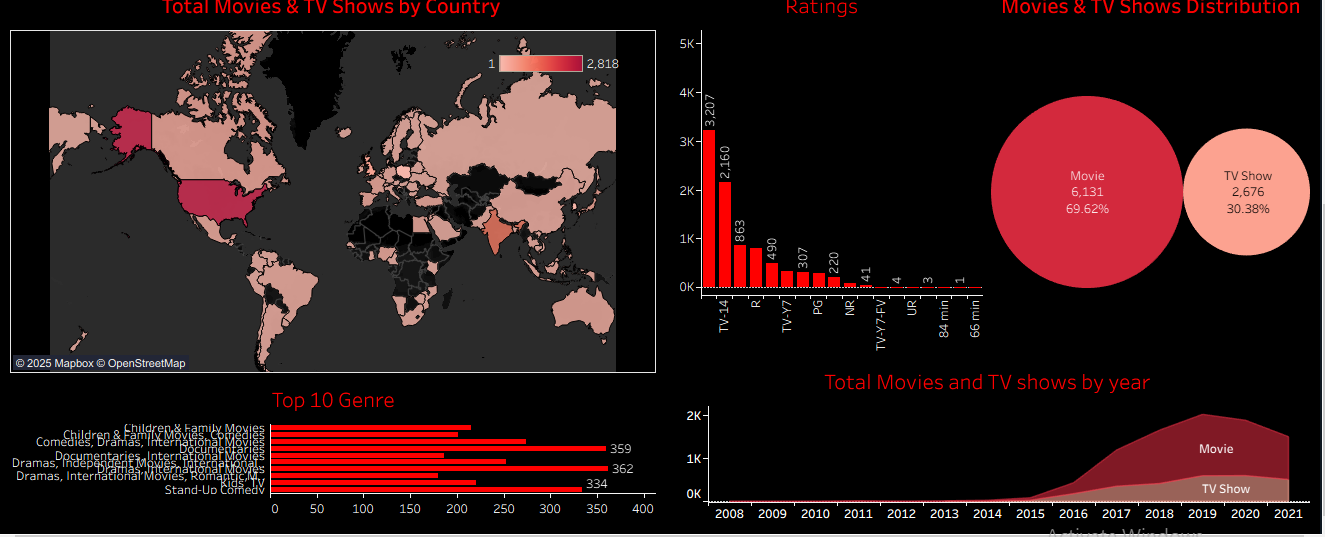 Total Movies & TV Shows by Country
1
2,818
© 2025 Mapbox © OpenStreetMap
Ratings
5K
4K
3K
2K
1K
0K
3,207
2,160
863
490
307
220
41
4
3
1
TV-14
R
TV-Y7
PG
NR
TV-Y7-FV
UR
84 min
66 min
Movies & TV Shows Distribution
Movie
6,131
69.62%
TV Show
2,676
30.38%
Top 10 Genre
Children & Family Movies
Children & Family Movies, Comedies
Comedies, Dramas, International Movies
Documentaries
Documentaries, International Movies
Dramas, Independent Movies, International..
Dramas, International Movies
Dramas, International Movies, Romantic M..
Kids' TV
Stand-Up Comedy
359
362
334
0
50
100
150
200
250
300
350
400
Total Movies and TV shows by year
2K
1K
0K
Movie
TV Show
2008
2009
2010
2011
2012
2013
2014
2015
2016
2017
2018
2019
2020
2021
Activate Windows